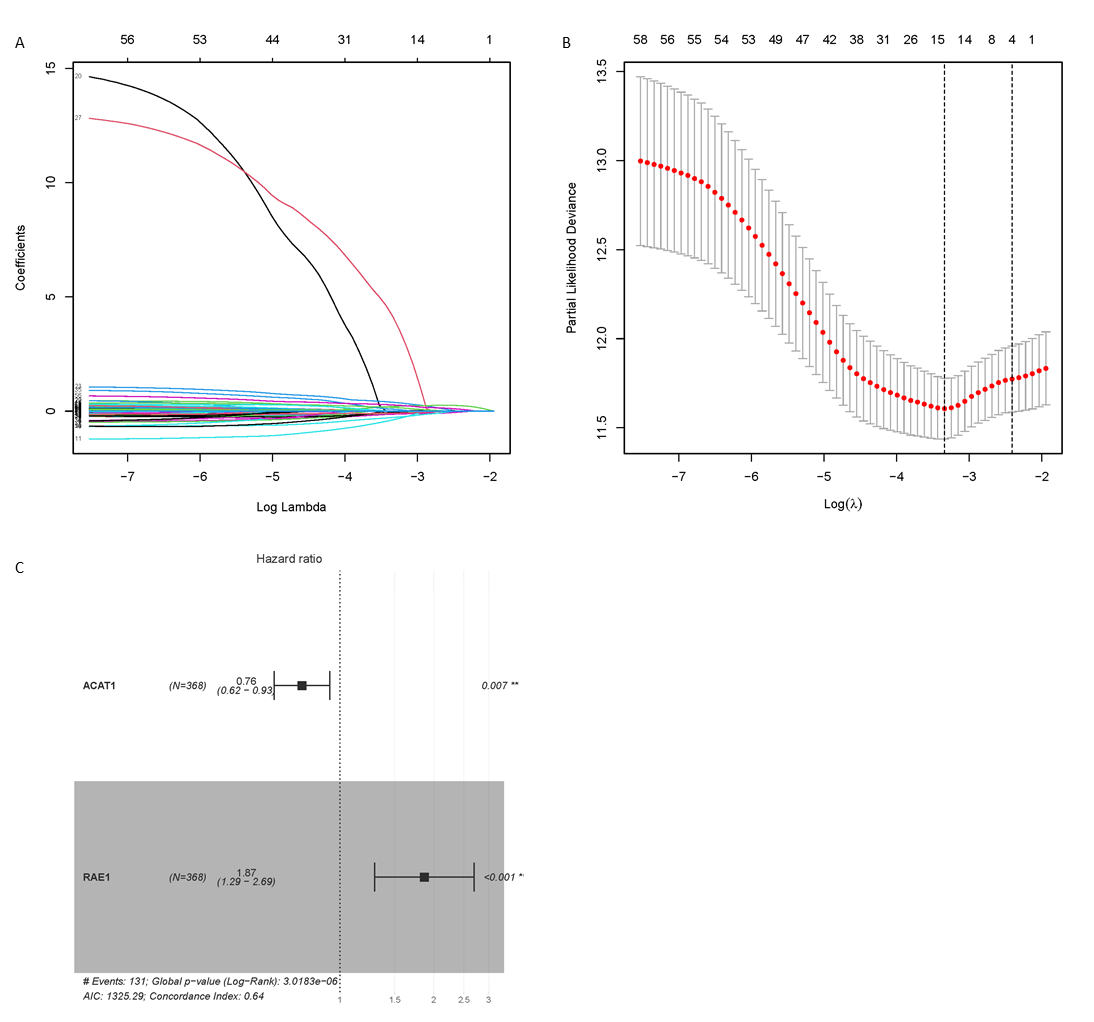 A
56 53 44 31 14 1
15
10
5
0
20
27
11
Coefficients
−7 −6 −5 −4 −3 −2
Log Lambda
B
58 56 55 54 53 49 47 42 38 31 26 15 14 8 4 1
13.5
13.0
12.5
12.0
11.5
Partial Likelihood Deviance
−7 −6 −5 −4 −3 −2
Log(λ)
C
Hazard ratio
ACAT1 (N=368) 0.76 0.007 **
(0.62 − 0.93)
RAE1 (N=368) 1.87 <0.001 *
(1.29 − 2.69)
# Events: 131; Global p−value (Log−Rank): 3.0183e−06
AIC: 1325.29; Concordance Index: 0.64
1 1.5 2 2.5 3